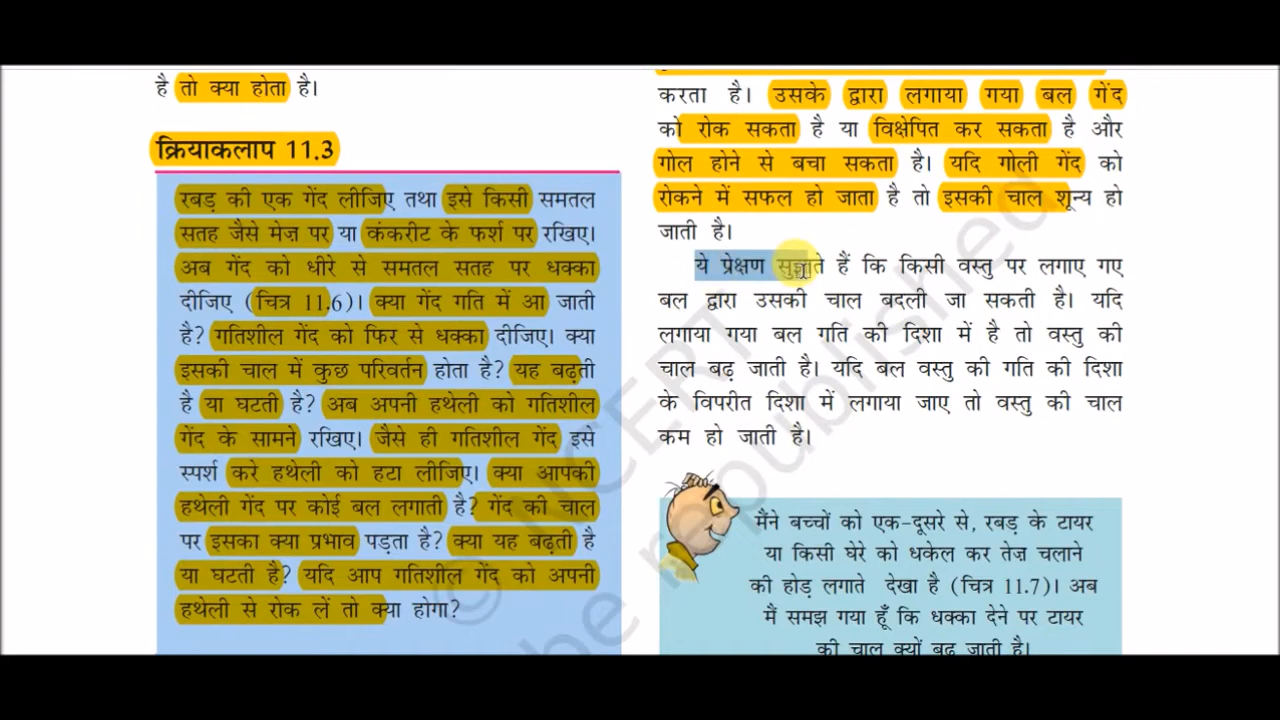 है तो क्या होता है।
क्रियाकलाप 11.3
रबड़ की एक गेंद लीजिए तथा इसे किसी समतल
सतह जैसे मेज़ पर या कंकरीट के फर्श पर रखिए।
अब गेंद को धीरे से समतल सतह पर धक्का
दीजिए (चित्र 11.6)। क्या गेंद गति में आ जाती
है? गतिशील गेंद को फिर से धक्का दीजिए। क्या
इसकी चाल में कुछ परिवर्तन होता है? यह बढ़ती
है या घटती है? अब अपनी हथेली को गतिशील
गेंद के सामने रखिए। जैसे ही गतिशील गेंद इसे
स्पर्श करे हथेली को हटा लीजिए। क्या आपकी
हथेली गेंद पर कोई बल लगाती है? गेंद की चाल
पर इसका क्या प्रभाव पड़ता है? क्या यह बढ़ती है
या घटती है? यदि आप गतिशील गेंद को अपनी
हथेली से रोक लें तो क्या होगा?
करता है। उसके द्वारा लगाया गया बल गेंद
को रोक सकता है या विक्षेपित कर सकता है और
गोल होने से बचा सकता है। यदि गोली गेंद को
रोकने में सफल हो जाता है तो इसकी चाल शून्य हो
जाती है।
ये प्रेक्षण सुझाते हैं कि किसी वस्तु पर लगाए गए
बल द्वारा उसकी चाल बदली जा सकती है। यदि
लगाया गया बल गति की दिशा में है तो वस्तु की
चाल बढ़ जाती है। यदि बल वस्तु की गति की दिशा
के विपरीत दिशा में लगाया जाए तो वस्तु की चाल
कम हो जाती है।
मैंने बच्चों को एक-दूसरे से, रबड़ के टायर
या किसी घेरे को धकेल कर तेज़ चलाने
की होड़ लगाते देखा है (चित्र 11.7)। अब
मैं समझ गया हूँ कि धक्का देने पर टायर
की चाल क्यों बढ़ जाती है।
© NCERT
be republished